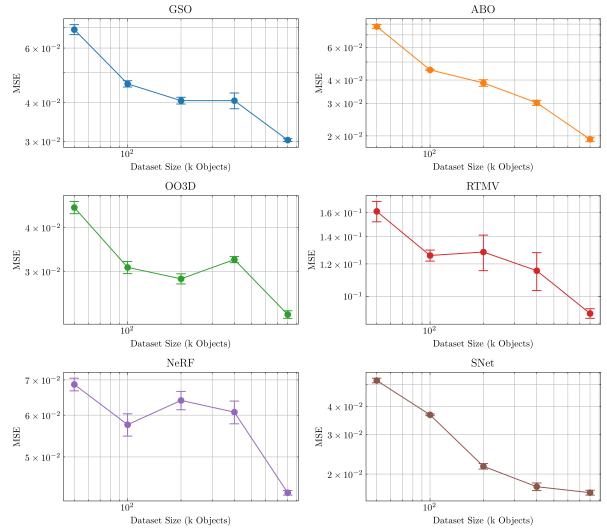 GSO
MSE
6 × 10⁻²
4 × 10⁻²
3 × 10⁻²
10²
Dataset Size (k Objects)
ABO
MSE
6 × 10⁻²
4 × 10⁻²
3 × 10⁻²
2 × 10⁻²
10²
Dataset Size (k Objects)
OO3D
MSE
4 × 10⁻²
3 × 10⁻²
10²
Dataset Size (k Objects)
RTMV
MSE
1.6 × 10⁻¹
1.4 × 10⁻¹
1.2 × 10⁻¹
10⁻¹
10²
Dataset Size (k Objects)
NeRF
MSE
7 × 10⁻²
6 × 10⁻²
5 × 10⁻²
10²
Dataset Size (k Objects)
SNet
MSE
4 × 10⁻²
3 × 10⁻²
2 × 10⁻²
10²
Dataset Size (k Objects)